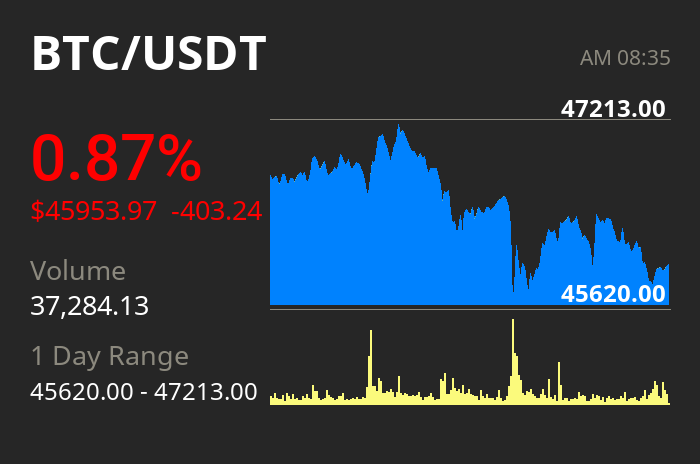 BTC/USDT
AM 08:35
47213.00
0.87%
$45953.97 -403.24
Volume
37,284.13
45620.00
1 Day Range
45620.00 - 47213.00